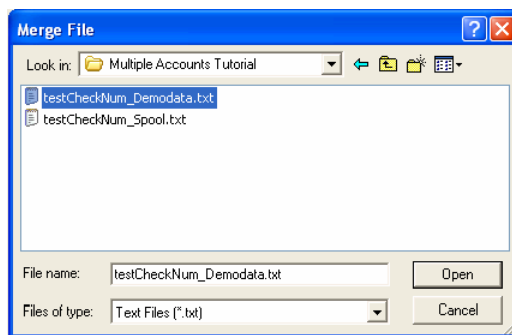 Merge File
Look in: Multiple Accounts Tutorial
testCheckNum_Demodata.txt
testCheckNum_Spool.txt
File name: testCheckNum_Demodata.txt Open
Files of type: Text Files (*.txt) Cancel